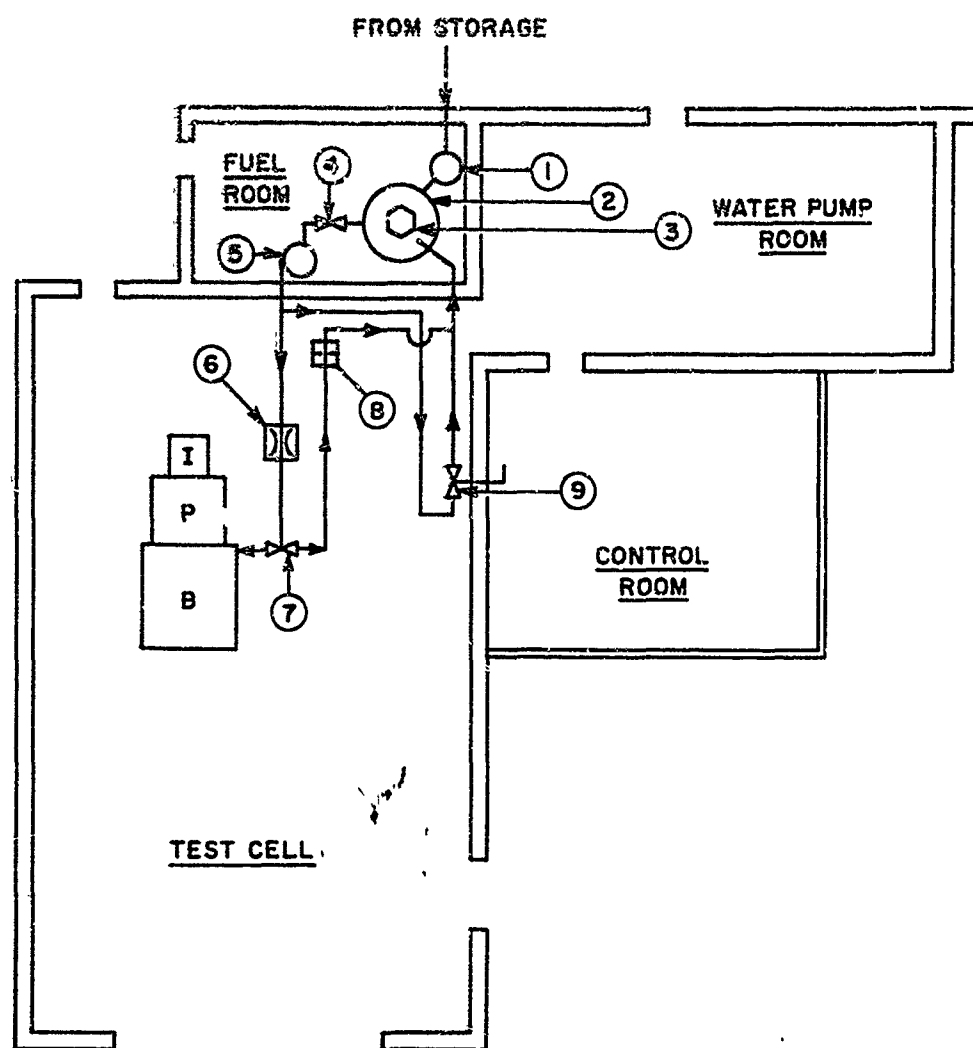 FROM STORAGE
FUEL
ROOM
1
2
3
WATER PUMP
ROOM
5
6
8
I
P
B
7
9
CONTROL
ROOM
TEST CELL